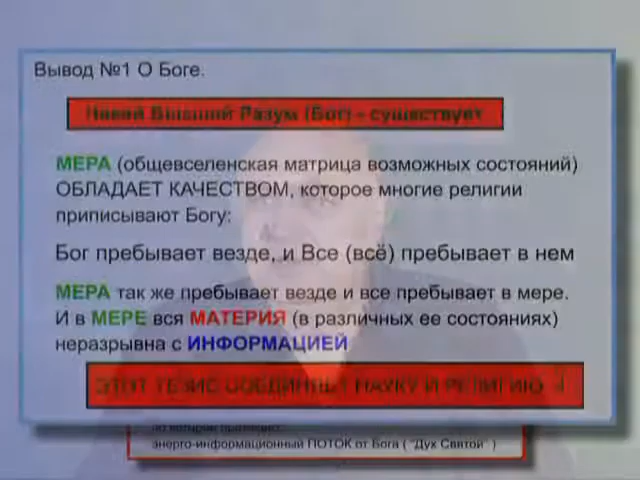 Вывод №1 О Боге.
Некий Высший Разум (Бог) - существует
МЕРА (общевселенская матрица возможных состояний)
ОБЛАДАЕТ КАЧЕСТВОМ, которое многие религии
приписывают Богу:
Бог пребывает везде, и Все (всё) пребывает в нем
МЕРА так же пребывает везде и все пребывает в мере.
И в МЕРЕ вся МАТЕРИЯ (в различных ее состояниях)
неразрывна с ИНФОРМАЦИЕЙ
ЭТОТ ТЕЗИС СОЕДИНЯЕТ НАУКУ И РЕЛИГИЮ
энерго-информационный ПОТОК от Бога ( "Дух Святой" )